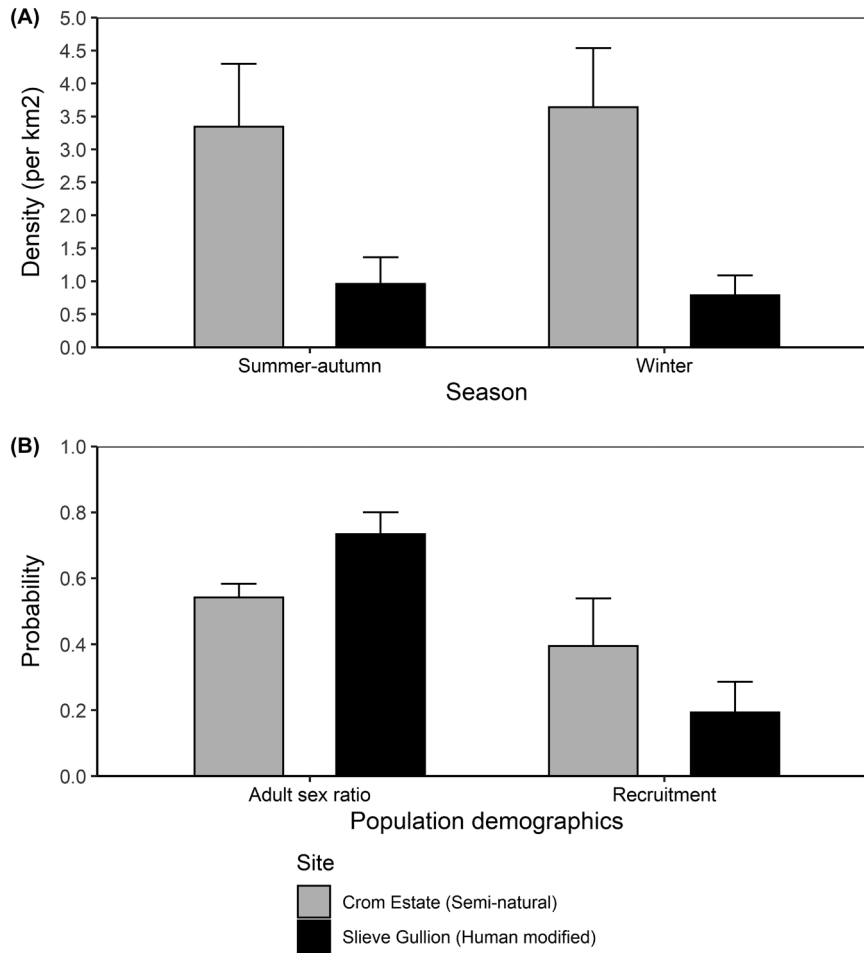 (A)
5.0
4.5
4.0
3.5
3.0
2.5
2.0
1.5
1.0
0.5
0.0
Density (per km2)
Summer-autumn
Winter
Season
(B)
1.0
0.8
0.6
0.4
0.2
0.0
Probability
Adult sex ratio
Recruitment
Population demographics
Site
Crom Estate (Semi-natural)
Slieve Gullion (Human modified)